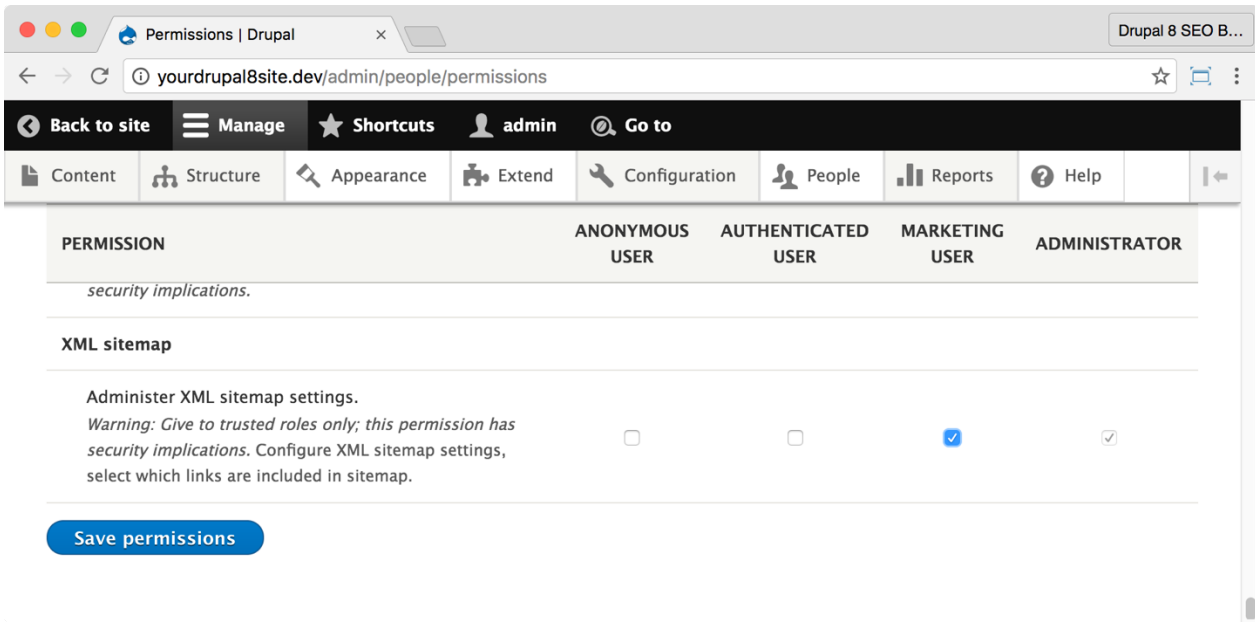 Permissions | Drupal
Drupal 8 SEO B...
yourdrupal8site.dev/admin/people/permissions
Back to site Manage Shortcuts admin Go to
Content Structure Appearance Extend Configuration People Reports Help
PERMISSION ANONYMOUS USER AUTHENTICATED USER MARKETING USER ADMINISTRATOR
security implications.
XML sitemap
Administer XML sitemap settings.
Warning: Give to trusted roles only; this permission has
security implications. Configure XML sitemap settings,
select which links are included in sitemap.
Save permissions